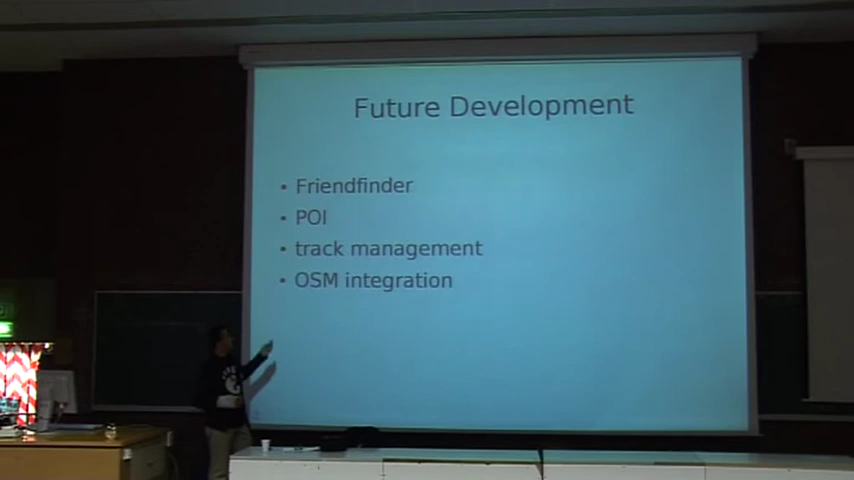 Future Development
• Friendfinder
• POI
• track management
• OSM integration